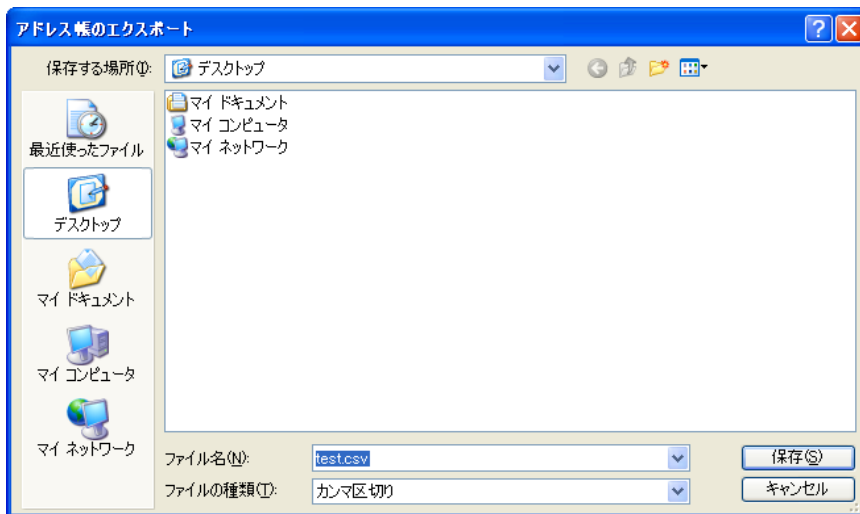 アドレス帳のエクスポート
保存する場所(I):
デスクトップ
最近使ったファイル
デスクトップ
マイ ドキュメント
マイ コンピュータ
マイ ネットワーク
マイ ドキュメント
マイ コンピュータ
マイ ネットワーク
ファイル名(N):
test.csv
保存(S)
ファイルの種類(T):
カンマ区切り
キャンセル